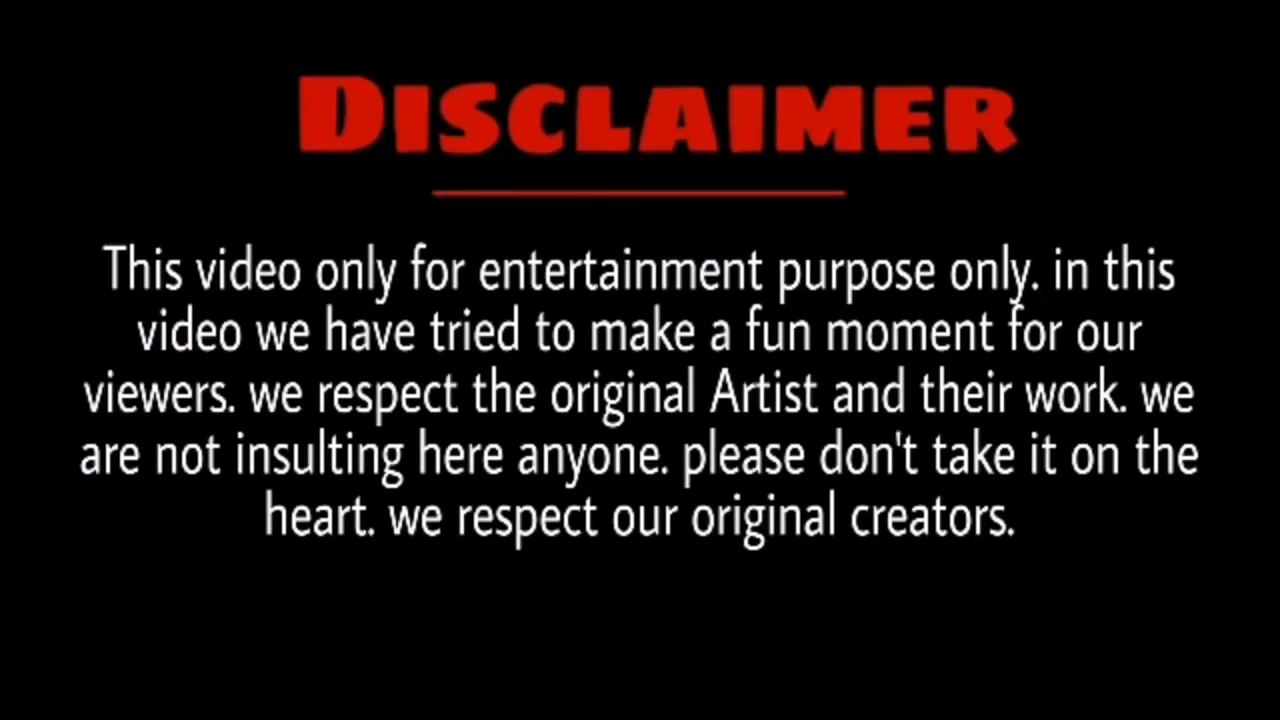 DISCLAIMER
This video only for entertainment purpose only. in this
video we have tried to make a fun moment for our
viewers. we respect the original Artist and their work. we
are not insulting here anyone. please don't take it on the
heart. we respect our original creators.